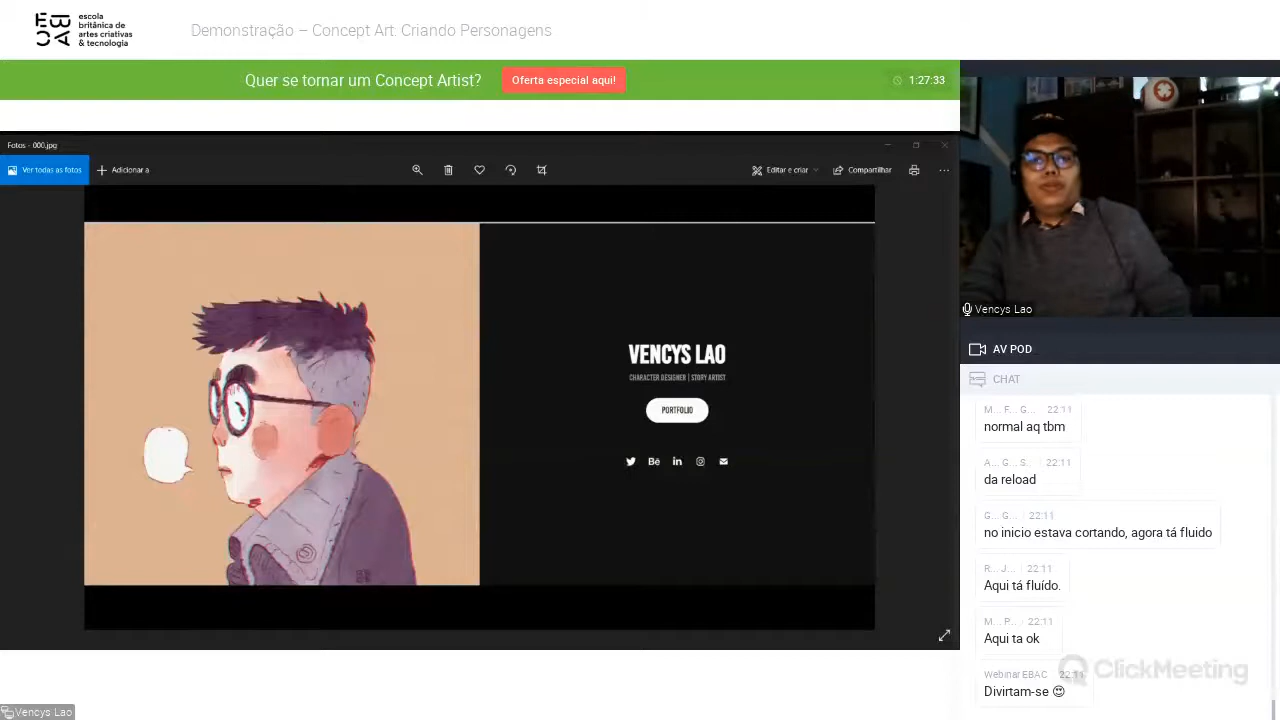 EBAC
escola
britânica de
artes criativas
& tecnologia
Demonstração – Concept Art: Criando Personagens
Quer se tornar um Concept Artist?
Oferta especial aqui!
1:27:33
Fotos - 000.jpg
Ver todas as fotos
Adicionar a
Editar e criar
Compartilhar
VENCYS LAO
CHARACTER DESIGNER | STORY ARTIST
PORTFOLIO
Bē
in
Vencys Lao
Vencys Lao
AV POD
CHAT
M... F... G... 22:11
normal aq tbm
A... G... S. 22:11
da reload
G... G... 22:11
no inicio estava cortando, agora tá fluido
R... J... 22:11
Aqui tá fluído.
M... P... 22:11
Aqui ta ok
Webinar EBAC 22:11
Divirtam-se 😍
ClickMeeting